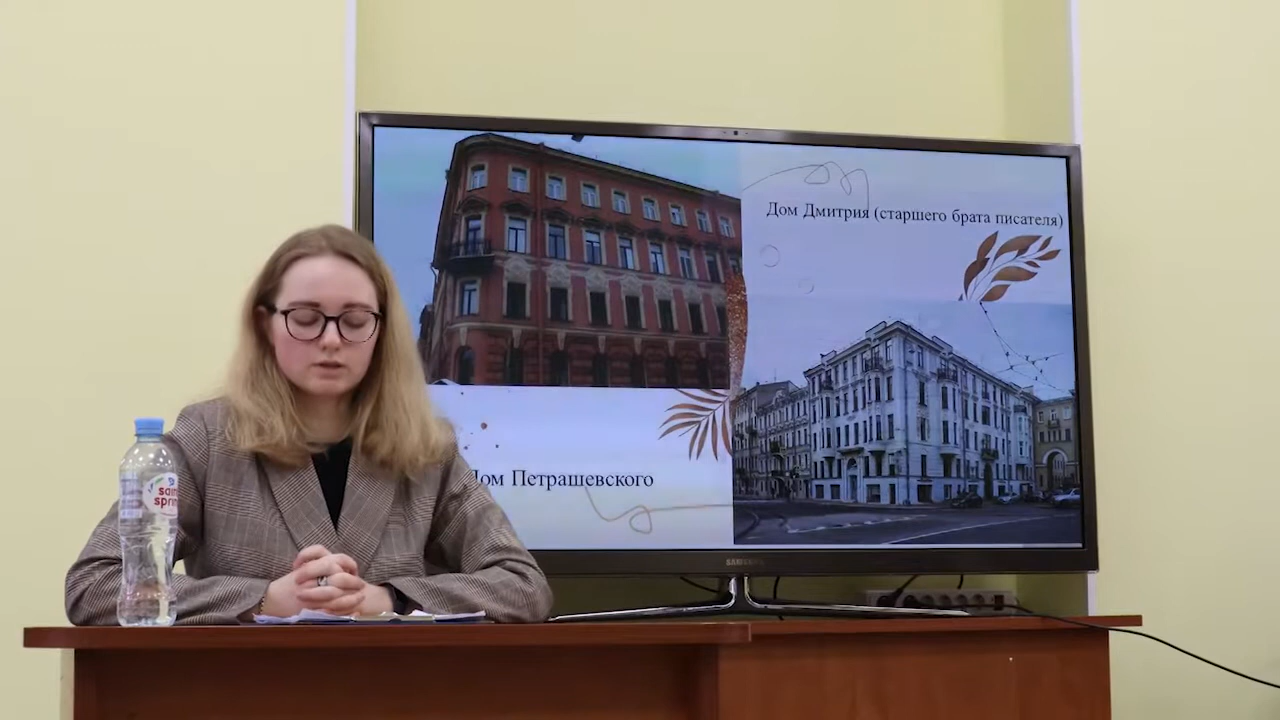 Дом Дмитрия (старшего брата писателя)
Дом Петрашевского
SAMSUNG